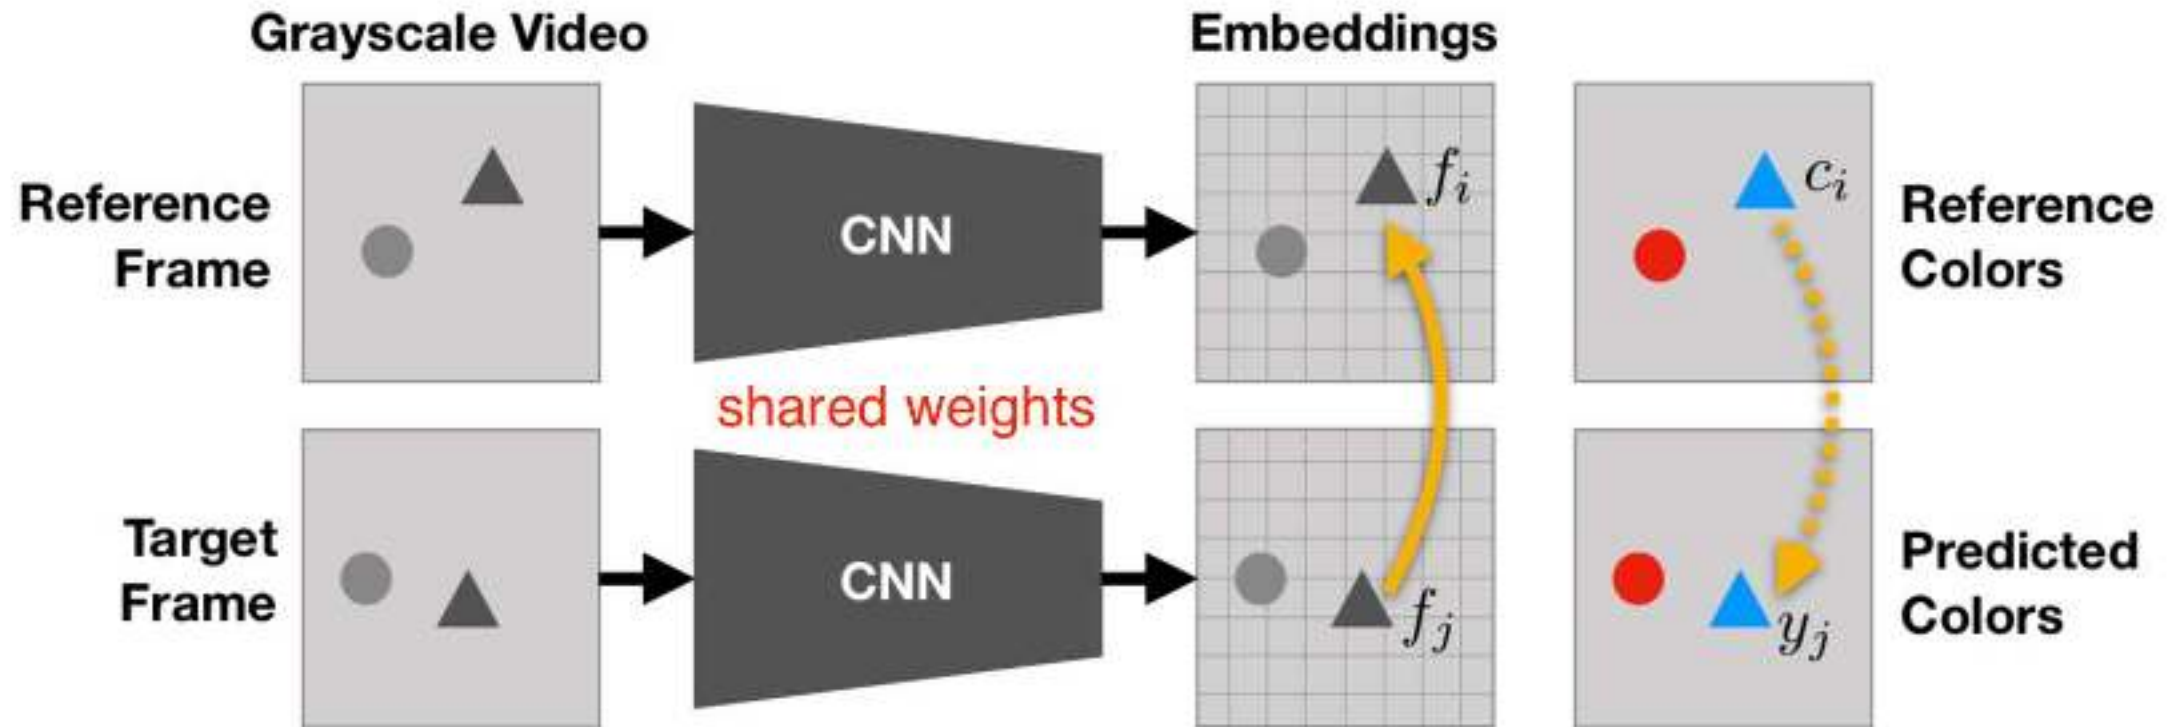 Grayscale Video
Embeddings
Reference
Frame
CNN
f_i
c_i
Reference
Colors
shared weights
Target
Frame
CNN
f_j
y_j
Predicted
Colors